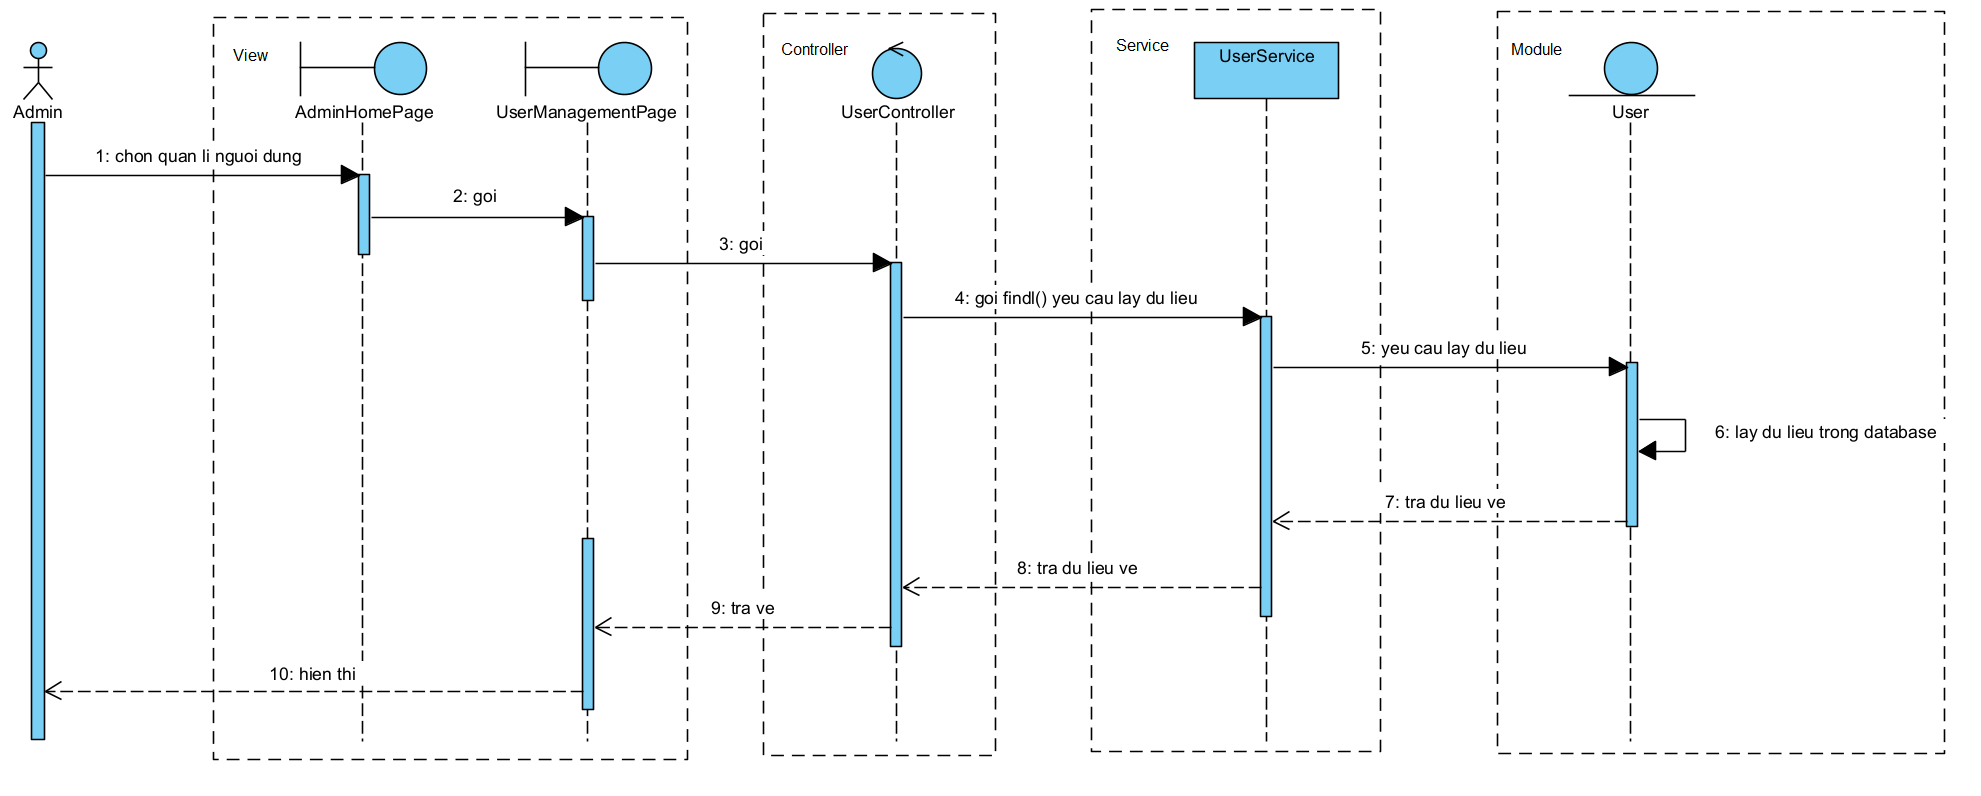 View
Controller
Service
UserService
Module
Admin
AdminHomePage
UserManagementPage
UserController
User
1: chon quan li nguoi dung
2: goi
3: goi
4: goi findl() yeu cau lay du lieu
5: yeu cau lay du lieu
6: lay du lieu trong database
7: tra du lieu ve
8: tra du lieu ve
9: tra ve
10: hien thi